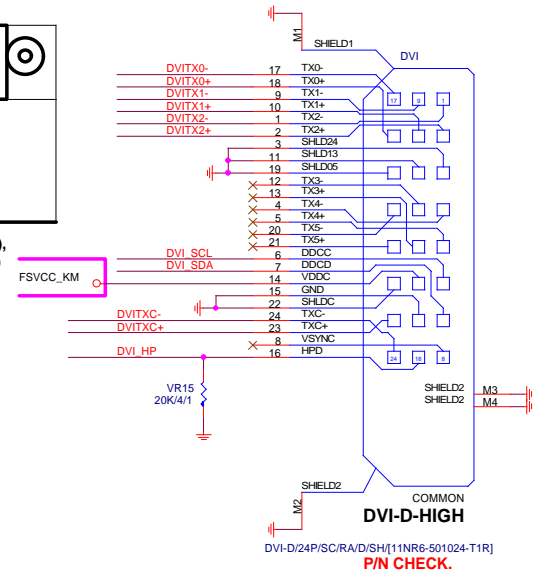 M1
SHIELD1
DVI
DVITX0- 17 TX0-
DVITX0+ 18 TX0+
DVITX1- 9 TX1-
DVITX1+ 10 TX1+
DVITX2- 1 TX2-
DVITX2+ 2 TX2+
3 SHLD24
11 SHLD13
19 SHLD05
12 TX3-
13 TX3+
4 TX4-
5 TX4+
20 TX5-
21 TX5+
DVI_SCL 6 DDCC
DVI_SDA 7 DDCD
FSVCC_KM 14 VDDC
15 GND
22 SHLDC
DVITXC- 24 TXC-
DVITXC+ 23 TXC+
8 VSYNC
DVI_HP 16 HPD
17 9 1
24 16 8
VR15
20K/4/1
SHIELD2 M3
SHIELD2 M4
SHIELD2
M2
COMMON
DVI-D-HIGH
DVI-D/24P/SC/RA/D/SH/[11NR6-501024-T1R]
P/N CHECK.